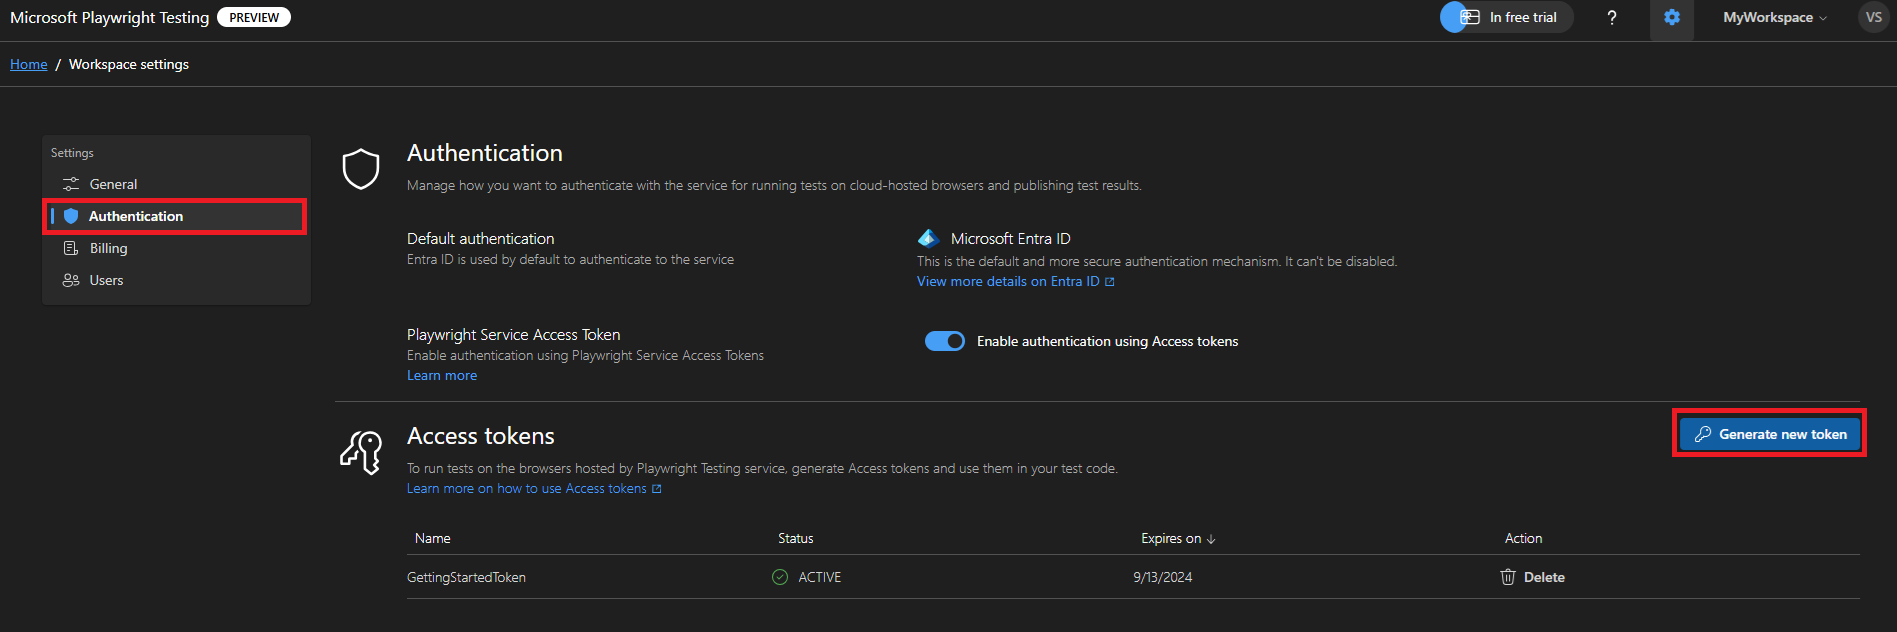 Microsoft Playwright Testing PREVIEW
In free trial ? MyWorkspace VS
Home / Workspace settings
Settings
General
Authentication
Billing
Users
Authentication
Manage how you want to authenticate with the service for running tests on cloud-hosted browsers and publishing test results.
Default authentication
Entra ID is used by default to authenticate to the service
Microsoft Entra ID
This is the default and more secure authentication mechanism. It can't be disabled.
View more details on Entra ID
Playwright Service Access Token
Enable authentication using Playwright Service Access Tokens
Learn more
Enable authentication using Access tokens
Access tokens
Generate new token
To run tests on the browsers hosted by Playwright Testing service, generate Access tokens and use them in your test code.
Learn more on how to use Access tokens
Name Status Expires on Action
GettingStartedToken ACTIVE 9/13/2024 Delete